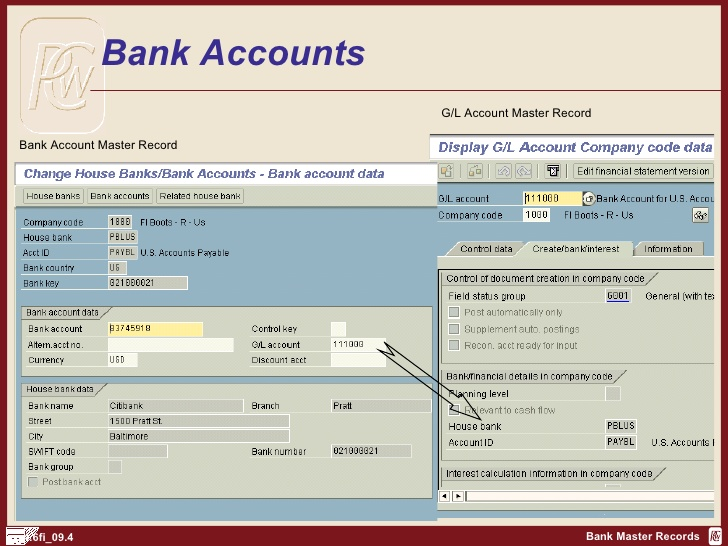 PCW
Bank Accounts
G/L Account Master Record
Bank Account Master Record
Change House Banks/Bank Accounts - Bank account data
House banks Bank accounts Related house bank
Company code 1000 FI Boots - R - Us
House bank PBLUS
Acct ID PAYBL U.S. Accounts Payable
Bank country US
Bank key 021000021
Bank account data
Bank account 03745918 Control key
Altern.acct no. G/L account 111000
Currency USD Discount acct
House bank data
Bank name Citibank Branch Pratt
Street 1500 Pratt St.
City Baltimore
SWIFT code Bank number 021000021
Bank group
Post bank acct
Display G/L Account Company code data
Edit financial statement version
G/L account 111000 Bank Account for U.S. Accou
Company code 1000 FI Boots - R - Us
Control data Create/bank/interest Information
Control of document creation in company code
Field status group G001 General (with tex
Post automatically only
Supplement auto. postings
Recon. acct ready for input
Bank/financial details in company code
Planning level
Relevant to cash flow
House bank PBLUS
Account ID PAYBL U.S. Accounts
Interest calculation information in company code
.6fi_09.4
Bank Master Records